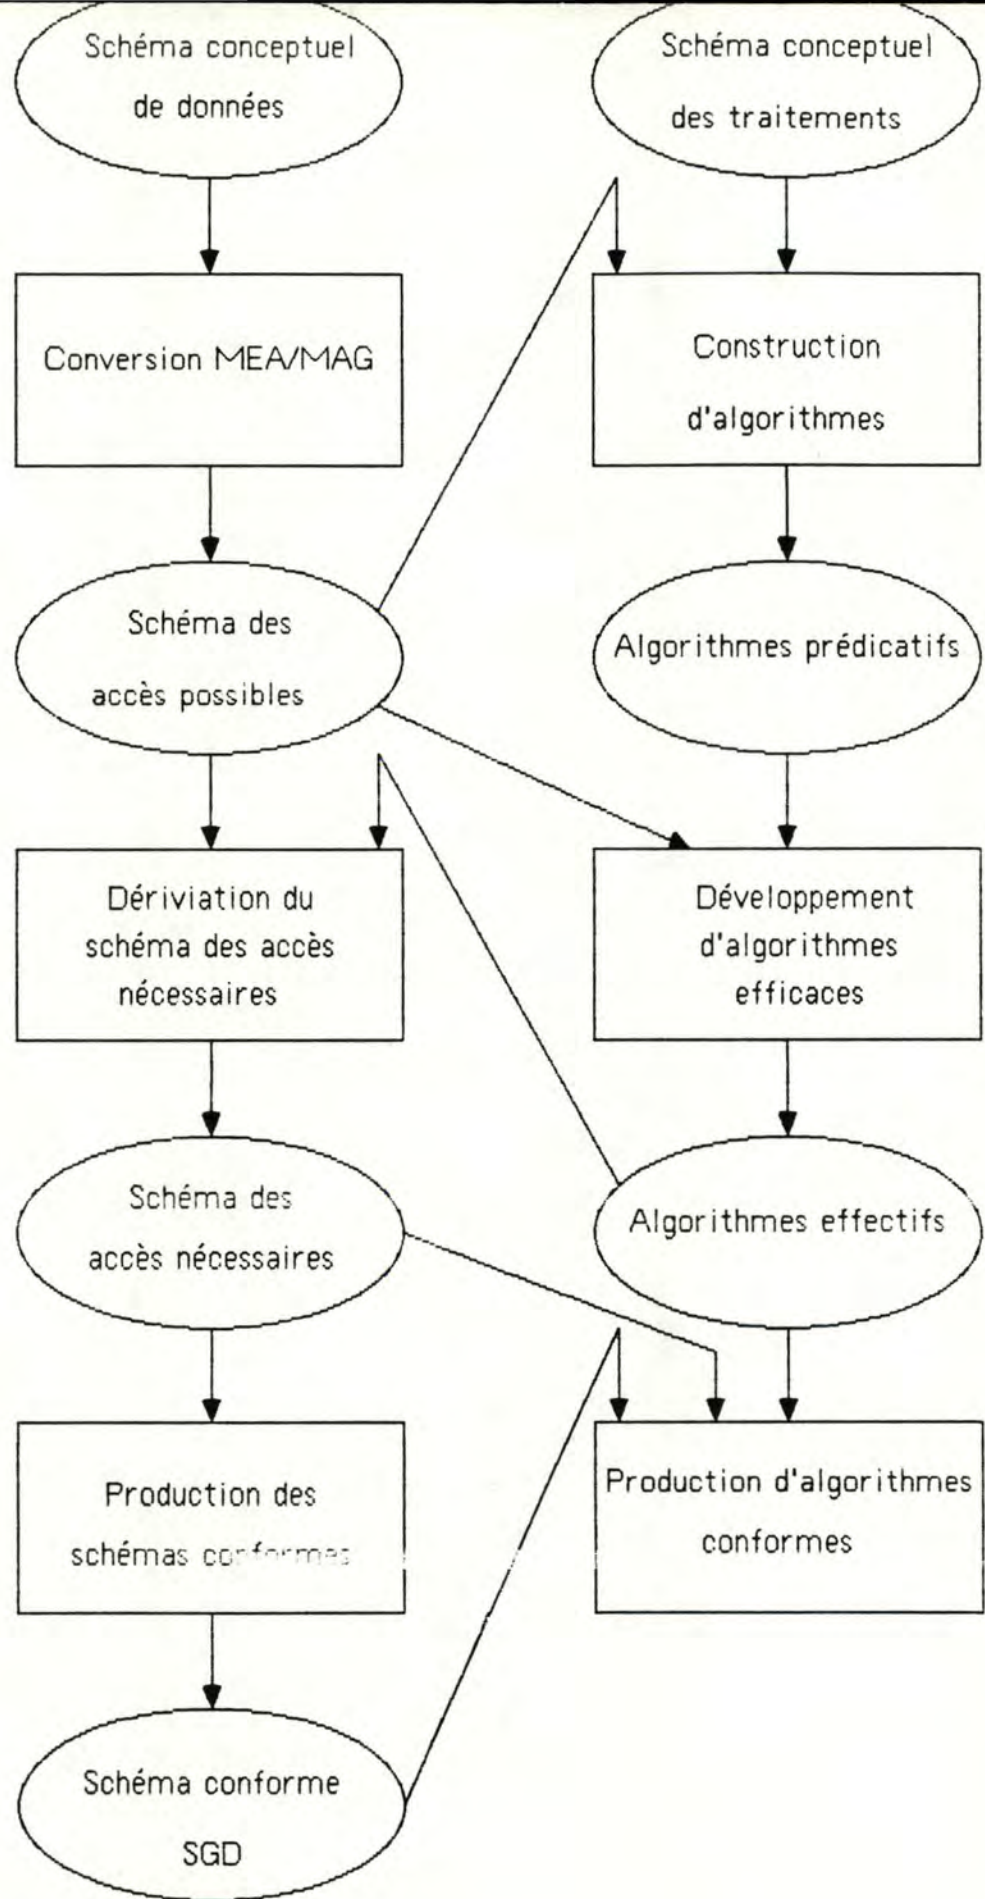 Schéma conceptuel
de données
Schéma conceptuel
des traitements
Conversion MEA/MAG
Construction
d'algorithmes
Schéma des
accès possibles
Algorithmes prédicatifs
Dériviation du
schéma des accès
nécessaires
Développement
d'algorithmes
efficaces
Schéma des
accès nécessaires
Algorithmes effectifs
Production des
schémas conformes
Production d'algorithmes
conformes
Schéma conforme
SGD